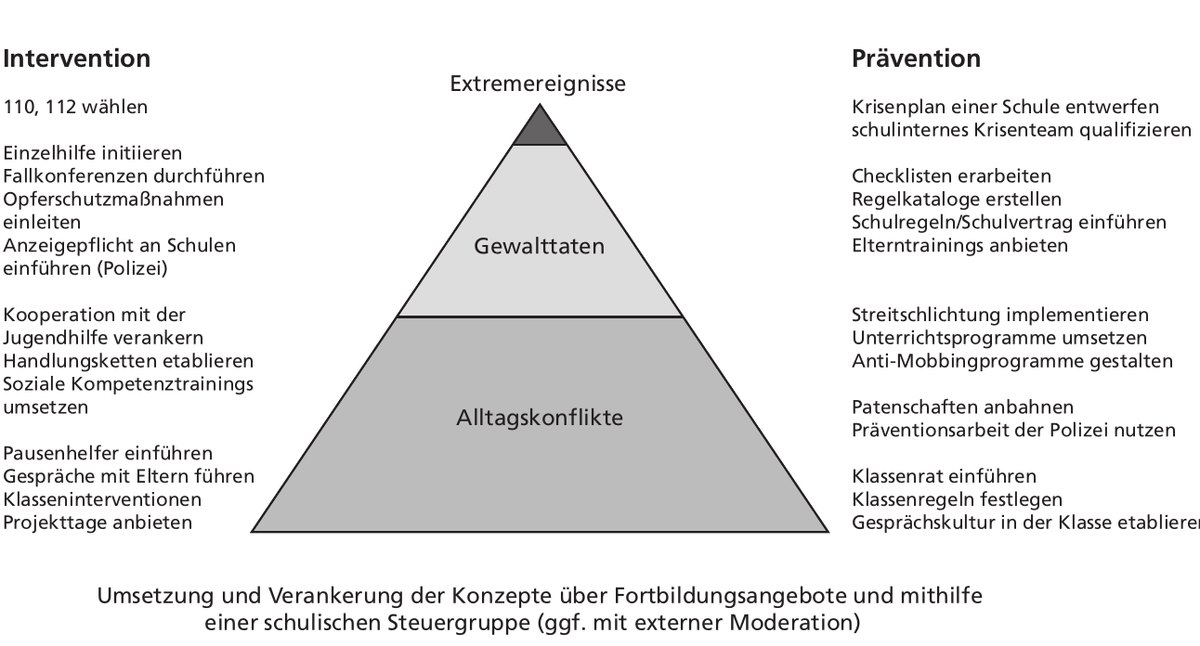 Intervention
110, 112 wählen
Einzelhilfe initiieren
Fallkonferenzen durchführen
Opferschutzmaßnahmen
einleiten
Anzeigepflicht an Schulen
einführen (Polizei)
Kooperation mit der
Jugendhilfe verankern
Handlungsketten etablieren
Soziale Kompetenztrainings
umsetzen
Pausenhelfer einführen
Gespräche mit Eltern führen
Klasseninterventionen
Projekttage anbieten
Extremereignisse
Gewalttaten
Alltagskonflikte
Prävention
Krisenplan einer Schule entwerfen
schulinternes Krisenteam qualifizieren
Checklisten erarbeiten
Regelkataloge erstellen
Schulregeln/Schulvertrag einführen
Elterntrainings anbieten
Streitschlichtung implementieren
Unterrichtsprogramme umsetzen
Anti-Mobbingprogramme gestalten
Patenschaften anbahnen
Präventionsarbeit der Polizei nutzen
Klassenrat einführen
Klassenregeln festlegen
Gesprächskultur in der Klasse etablieren
Umsetzung und Verankerung der Konzepte über Fortbildungsangebote und mithilfe
einer schulischen Steuergruppe (ggf. mit externer Moderation)